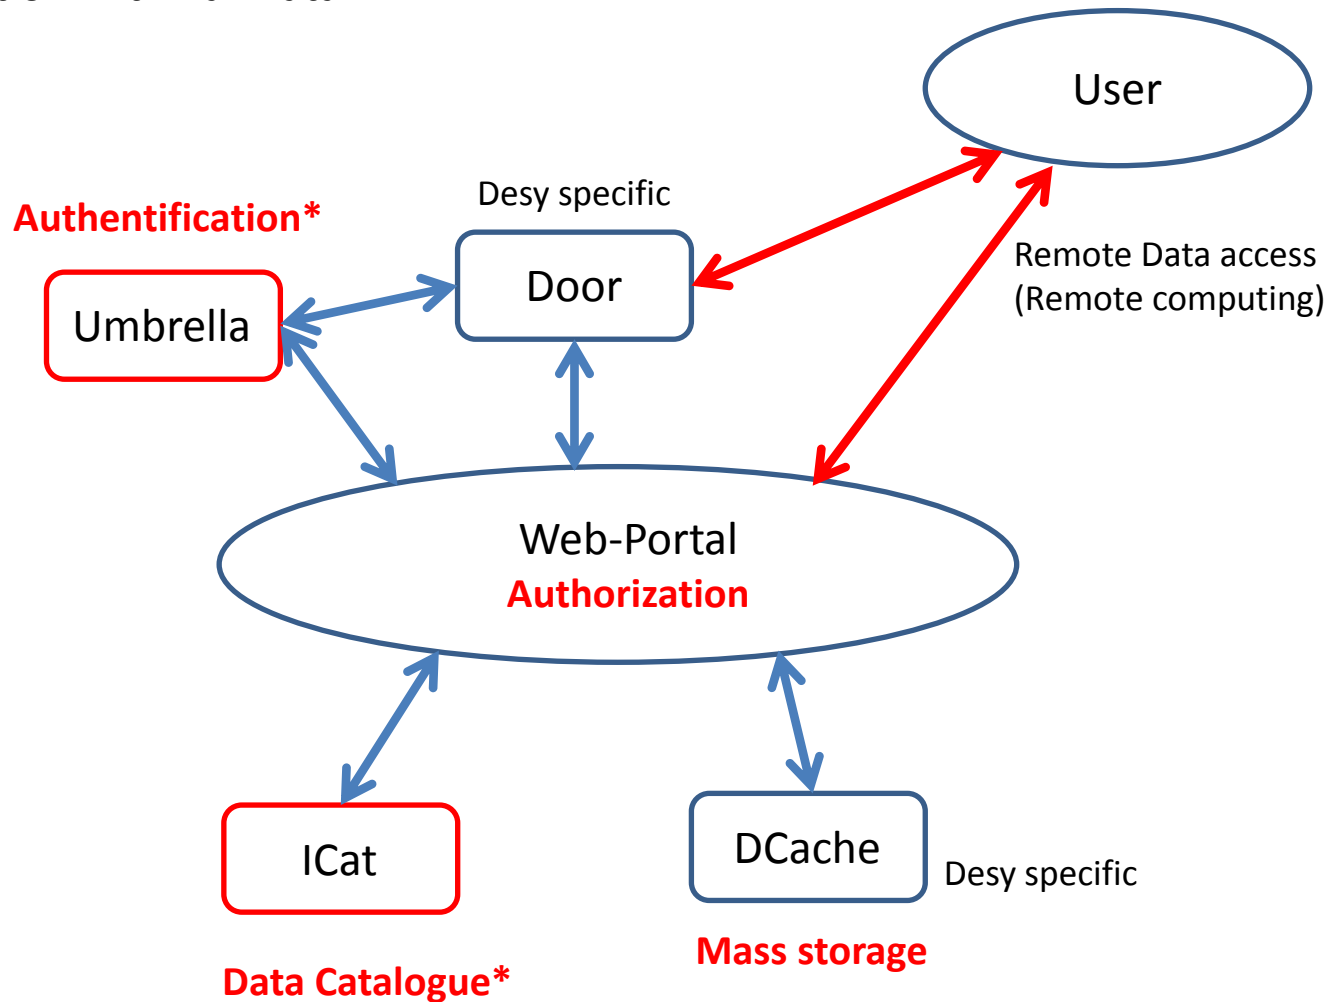 User
Desy specific
Authentification*
Door
Remote Data access
(Remote computing)
Umbrella
Web-Portal
Authorization
ICat
DCache
Desy specific
Mass storage
Data Catalogue*